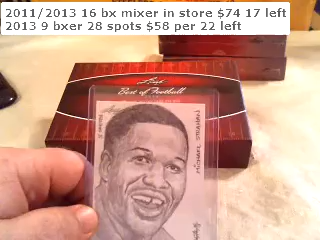 2011/2013 16 bx mixer in store $74 17 left
2013 9 bxer 28 spots $58 per 22 left
Leaf
Best of Football
MICHAEL STRAHAN